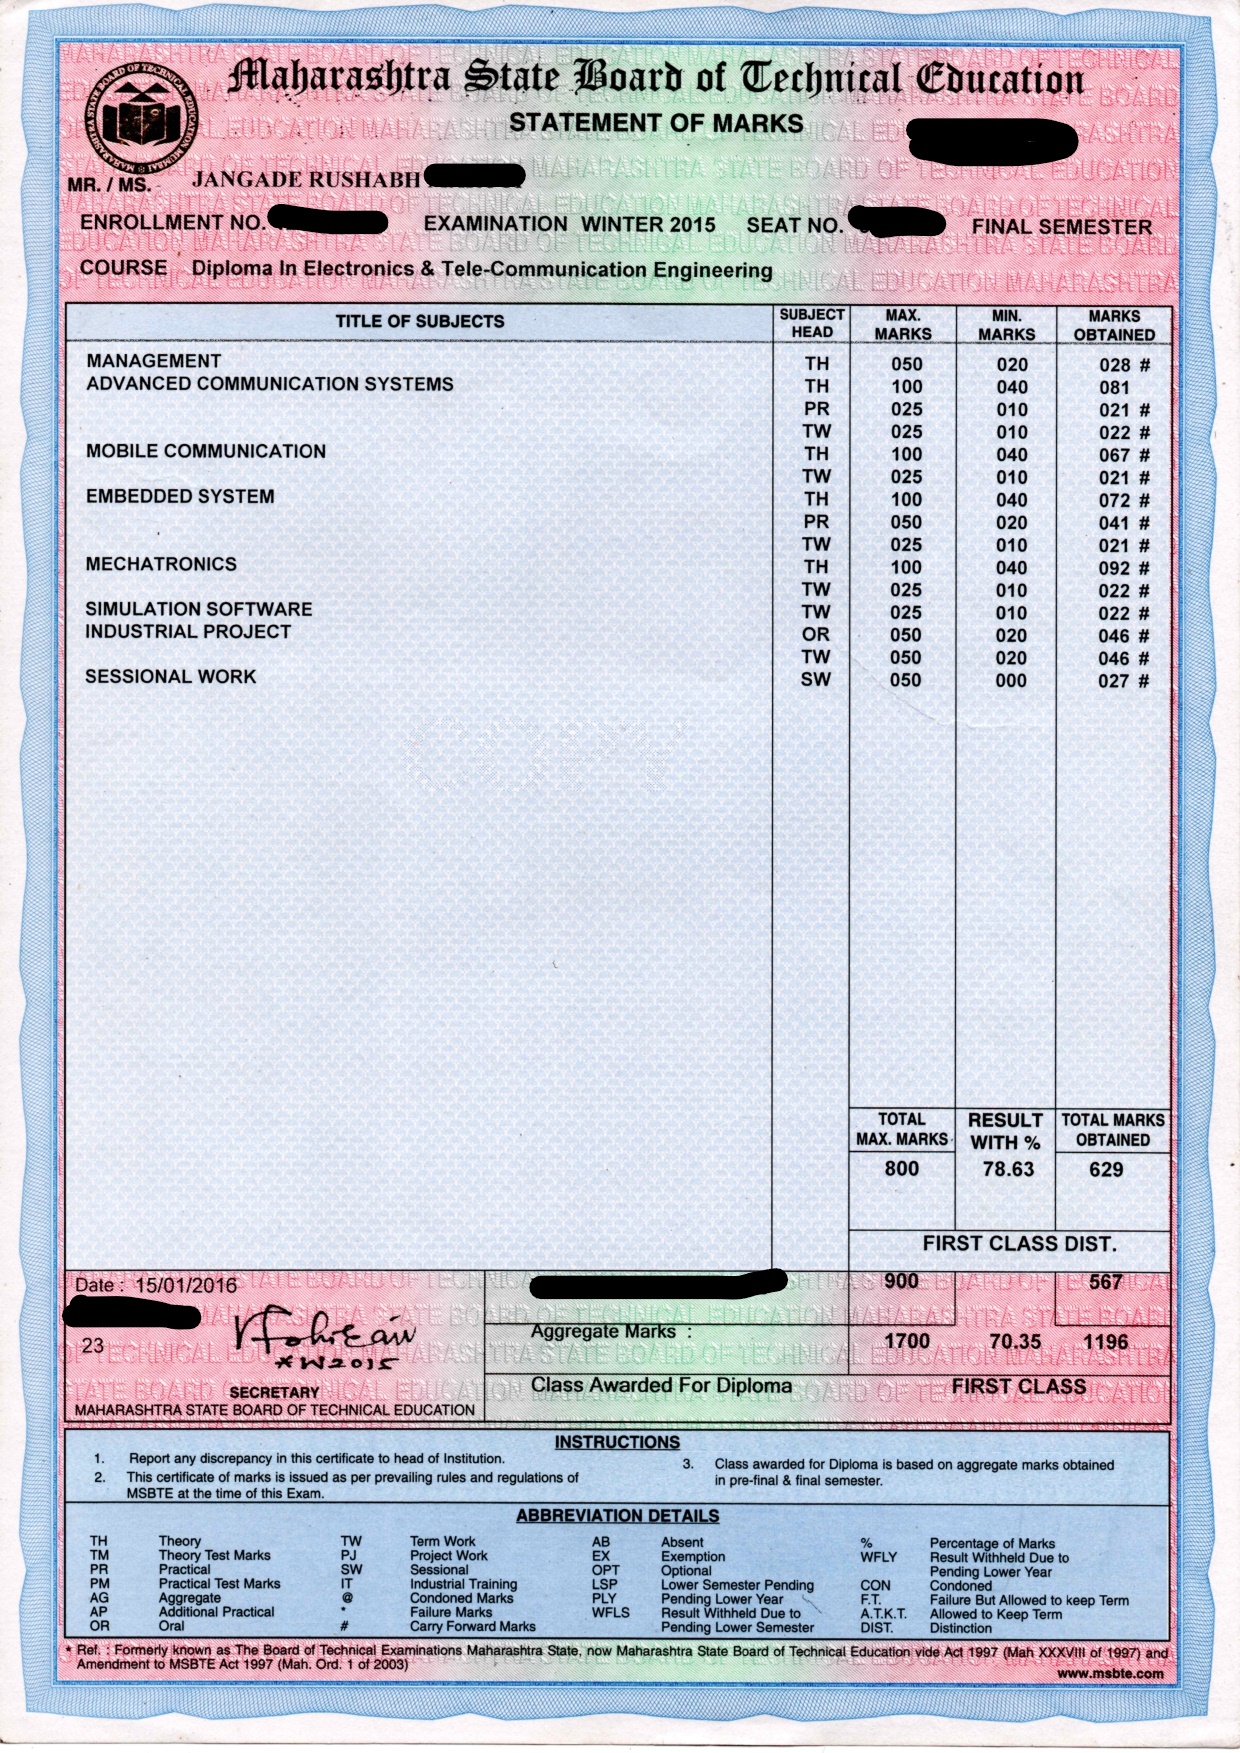 Maharashtra State Board of Technical Education
STATEMENT OF MARKS
MR. / MS. JANGADE RUSHABH
ENROLLMENT NO. EXAMINATION WINTER 2015 SEAT NO. FINAL SEMESTER
COURSE Diploma In Electronics & Tele-Communication Engineering
TITLE OF SUBJECTS SUBJECT HEAD MAX. MARKS MIN. MARKS MARKS OBTAINED
MANAGEMENT TH 050 020 028 #
ADVANCED COMMUNICATION SYSTEMS TH 100 040 081
PR 025 010 021 #
TW 025 010 022 #
MOBILE COMMUNICATION TH 100 040 067 #
TW 025 010 021 #
EMBEDDED SYSTEM TH 100 040 072 #
PR 050 020 041 #
TW 025 010 021 #
MECHATRONICS TH 100 040 092 #
TW 025 010 022 #
SIMULATION SOFTWARE TW 025 010 022 #
INDUSTRIAL PROJECT OR 050 020 046 #
TW 050 020 046 #
SESSIONAL WORK SW 050 000 027 #
TOTAL MAX. MARKS RESULT WITH % TOTAL MARKS OBTAINED
800 78.63 629
FIRST CLASS DIST.
Date : 15/01/2016 900 567
23 Aggregate Marks : 1700 70.35 1196
*W2015
Class Awarded For Diploma FIRST CLASS
SECRETARY
MAHARASHTRA STATE BOARD OF TECHNICAL EDUCATION
INSTRUCTIONS
1. Report any discrepancy in this certificate to head of Institution.
2. This certificate of marks is issued as per prevailing rules and regulations of
MSBTE at the time of this Exam.
3. Class awarded for Diploma is based on aggregate marks obtained
in pre-final & final semester.
ABBREVIATION DETAILS
TH Theory TW Term Work AB Absent % Percentage of Marks
TM Theory Test Marks PJ Project Work EX Exemption WFLY Result Withheld Due to
PR Practical SW Sessional OPT Optional Pending Lower Year
PM Practical Test Marks IT Industrial Training LSP Lower Semester Pending CON Condoned
AG Aggregate @ Condoned Marks PLY Pending Lower Year F.T. Failure But Allowed to keep Term
AP Additional Practical * Failure Marks WFLS Result Withheld Due to A.T.K.T. Allowed to Keep Term
OR Oral # Carry Forward Marks Pending Lower Semester DIST. Distinction
* Ref. : Formerly known as The Board of Technical Examinations Maharashtra State, now Maharashtra State Board of Technical Education vide Act 1997 (Mah XXXVIII of 1997) and
Amendment to MSBTE Act 1997 (Mah. Ord. 1 of 2003)
www.msbte.com